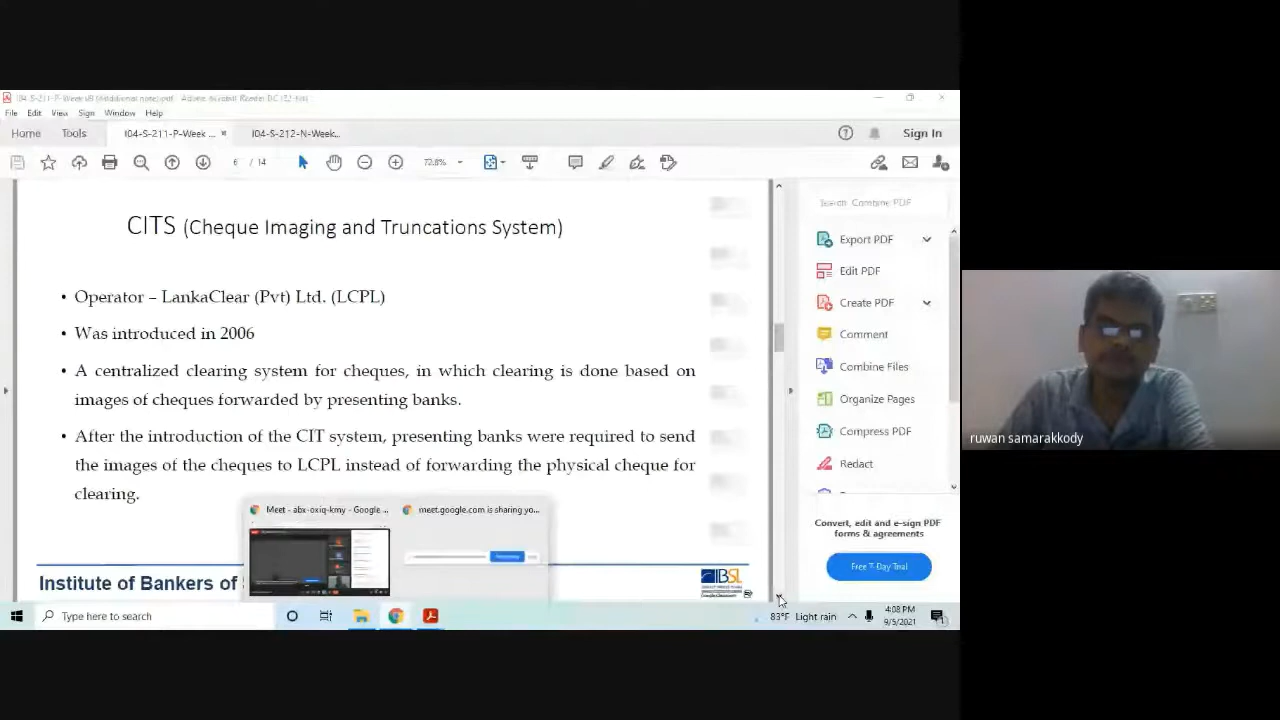 File Edit View Sign Window Help
Home Tools I04-S-211-P-Week ... × I04-S-212-N-Week... Sign In
6 / 14 72.8%
CITS (Cheque Imaging and Truncations System)
• Operator – LankaClear (Pvt) Ltd. (LCPL)
• Was introduced in 2006
• A centralized clearing system for cheques, in which clearing is done based on
images of cheques forwarded by presenting banks.
• After the introduction of the CIT system, presenting banks were required to send
the images of the cheques to LCPL instead of forwarding the physical cheque for
clearing.
Institute of Bankers of
IBSL
Search 'Combine PDF'
Export PDF
Edit PDF
Create PDF
Comment
Combine Files
Organize Pages
Compress PDF
Redact
Convert, edit and e-sign PDF
forms & agreements
Free 7-Day Trial
Meet - abx-oxiq-kmy - Google ...
meet.google.com is sharing yo...
Type here to search
83°F Light rain
4:08 PM
9/5/2021
ruwan samarakkody